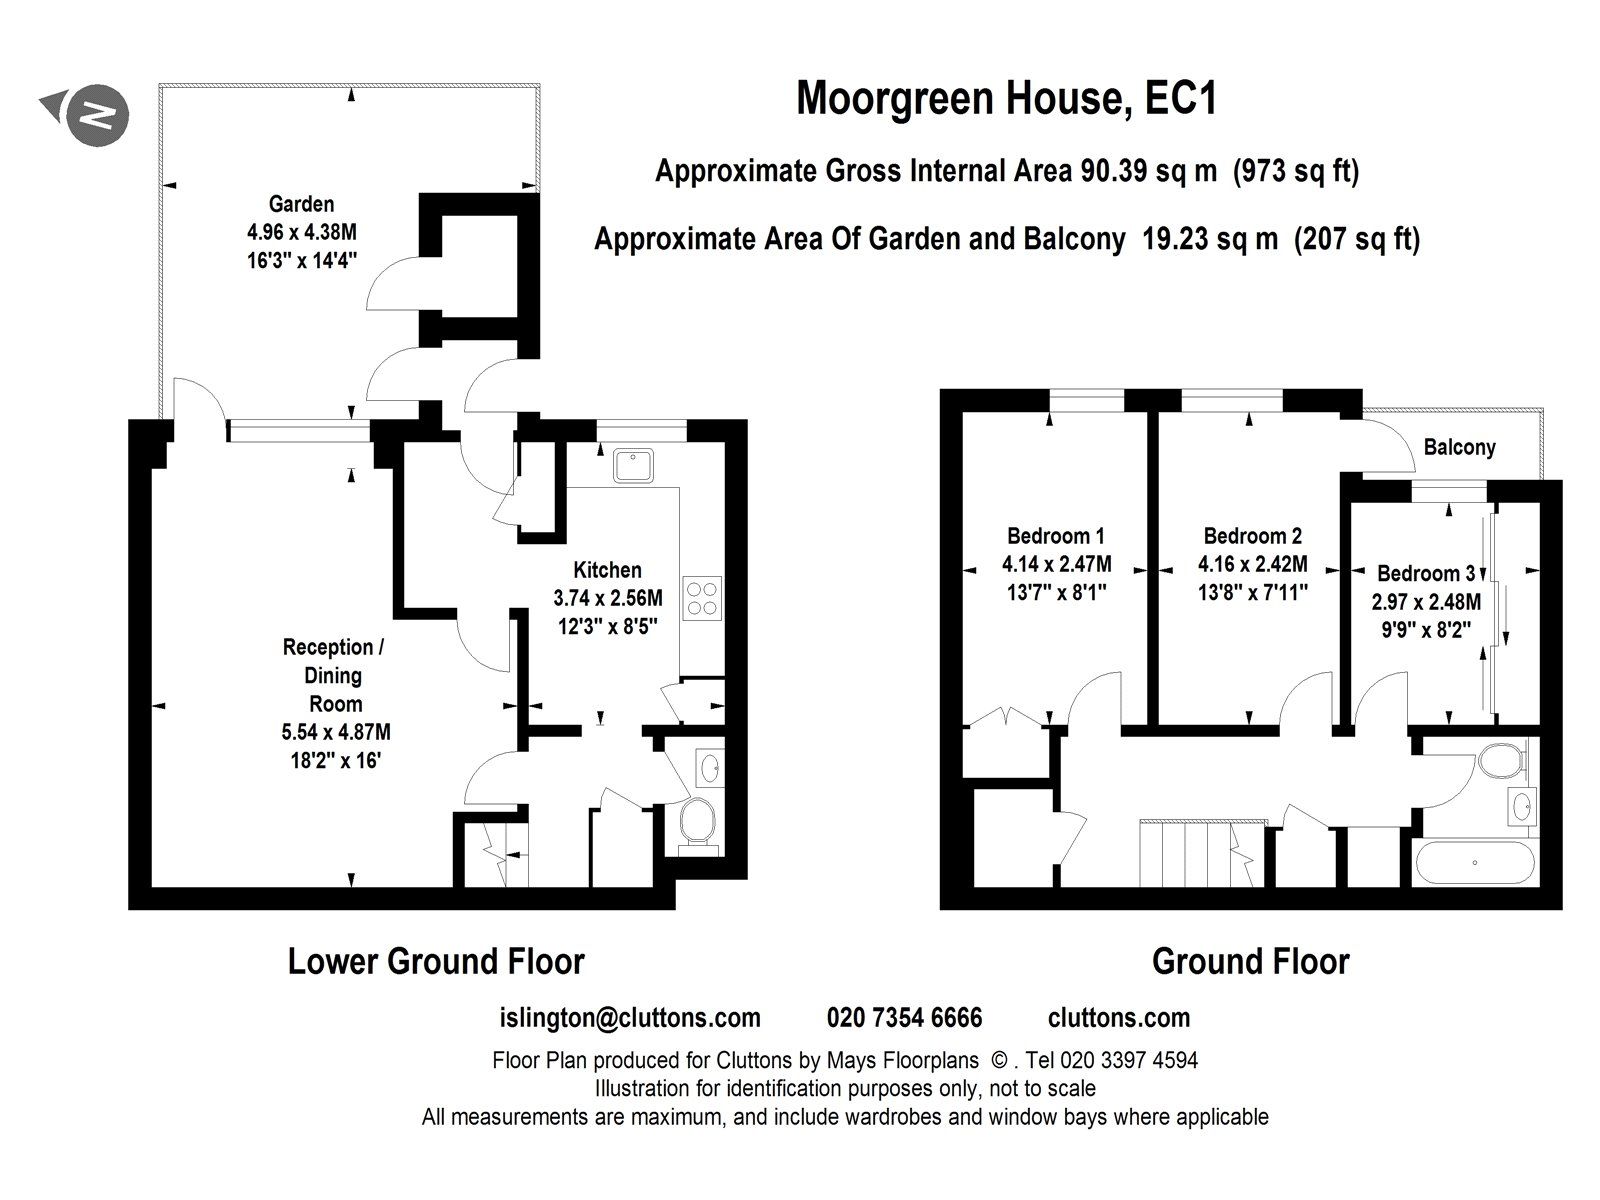 N
Moorgreen House, EC1
Approximate Gross Internal Area 90.39 sq m (973 sq ft)
Approximate Area Of Garden and Balcony 19.23 sq m (207 sq ft)
Garden
4.96 x 4.38M
16'3" x 14'4"
Kitchen
3.74 x 2.56M
12'3" x 8'5"
Reception /
Dining
Room
5.54 x 4.87M
18'2" x 16'
Balcony
Bedroom 1
4.14 x 2.47M
13'7" x 8'1"
Bedroom 2
4.16 x 2.42M
13'8" x 7'11"
Bedroom 3
2.97 x 2.48M
9'9" x 8'2"
Lower Ground Floor
Ground Floor
islington@cluttons.com 020 7354 6666 cluttons.com
Floor Plan produced for Cluttons by Mays Floorplans © . Tel 020 3397 4594
Illustration for identification purposes only, not to scale
All measurements are maximum, and include wardrobes and window bays where applicable